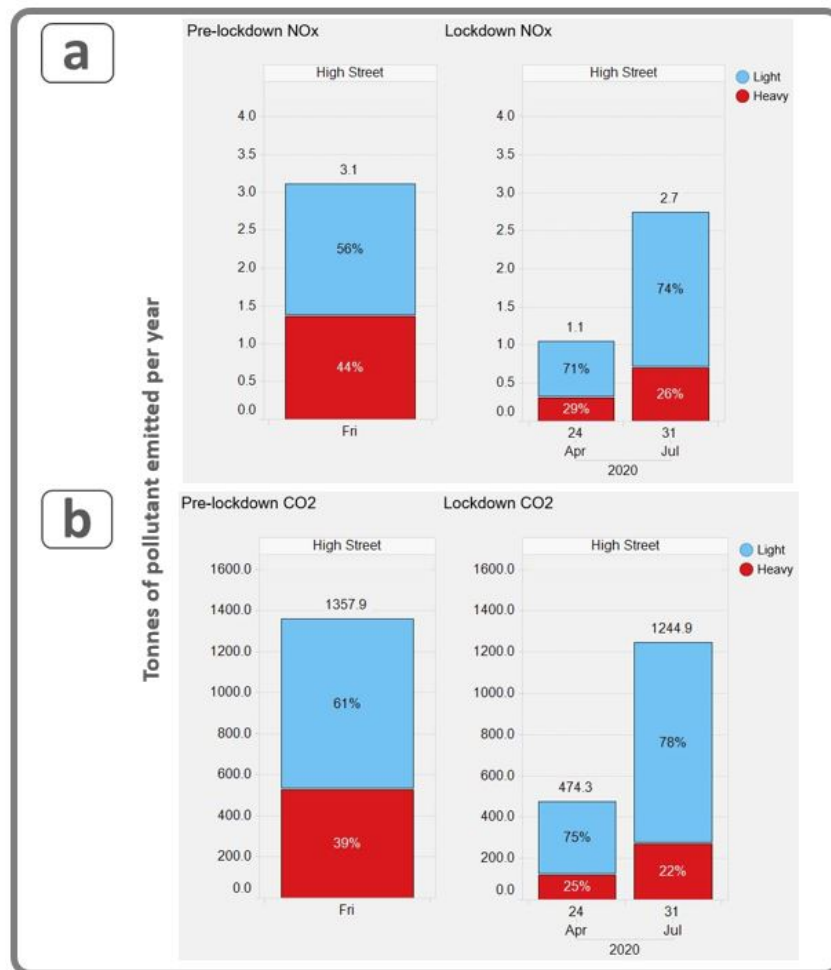 a
Pre-lockdown NOx
High Street
4.0
3.5
3.0
2.5
2.0
1.5
1.0
0.5
0.0
3.1
56%
44%
Fri
Lockdown NOx
High Street
4.0
3.5
3.0
2.5
2.0
1.5
1.0
0.5
0.0
1.1
71%
29%
2.7
74%
26%
24
Apr
31
Jul
2020
Light
Heavy
Tonnes of pollutant emitted per year
b
Pre-lockdown CO2
High Street
1600.0
1400.0
1200.0
1000.0
800.0
600.0
400.0
200.0
0.0
1357.9
61%
39%
Fri
Lockdown CO2
High Street
1600.0
1400.0
1200.0
1000.0
800.0
600.0
400.0
200.0
0.0
474.3
75%
25%
1244.9
78%
22%
24
Apr
31
Jul
2020
Light
Heavy